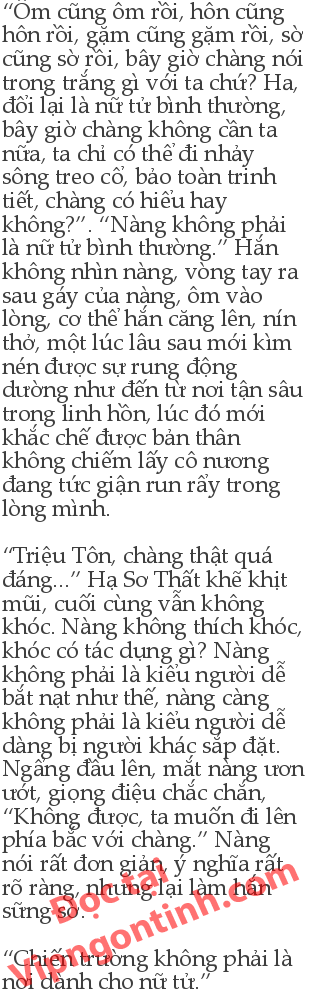 “Ôm cũng ôm rồi, hôn cũng
hôn rồi, gặm cũng gặm rồi, sờ
cũng sờ rồi, bây giờ chàng nói
trong trắng gì với ta chứ? Ha,
đổi lại là nữ tử bình thường,
bây giờ chàng không cần ta
nữa, ta chỉ có thể đi nhảy
sông treo cổ, bảo toàn trinh
tiết, chàng có hiểu hay
không?”. “Nàng không phải
là nữ tử bình thường.” Hắn
không nhìn nàng, vòng tay ra
sau gáy của nàng, ôm vào
lòng, cơ thể hắn căng lên, nín
thở, một lúc lâu sau mới kìm
nén được sự rung động
dường như đến từ nơi tận sâu
trong linh hồn, lúc đó mới
khắc chế được bản thân
không chiếm lấy cô nương
đang tức giận run rẩy trong
lòng mình.
“Triệu Tôn, chàng thật quá
đáng...” Hạ Sơ Thất khẽ khịt
mũi, cuối cùng vẫn không
khóc. Nàng không thích khóc,
khóc có tác dụng gì? Nàng
không phải là kiểu người dễ
bắt nạt như thế, nàng càng
không phải là kiểu người dễ
dàng bị người khác sắp đặt.
Ngẩng đầu lên, mắt nàng ươn
ướt, giọng điệu chắc chắn,
“Không được, ta muốn đi lên
phía bắc với chàng.” Nàng
nói rất đơn giản, ý nghĩa rất
rõ ràng, nhưng lại làm hắn
sững sờ.
“Chiến trường không phải là
nơi dành cho nữ tử.”
Đọc tại
Vipngontinh.com